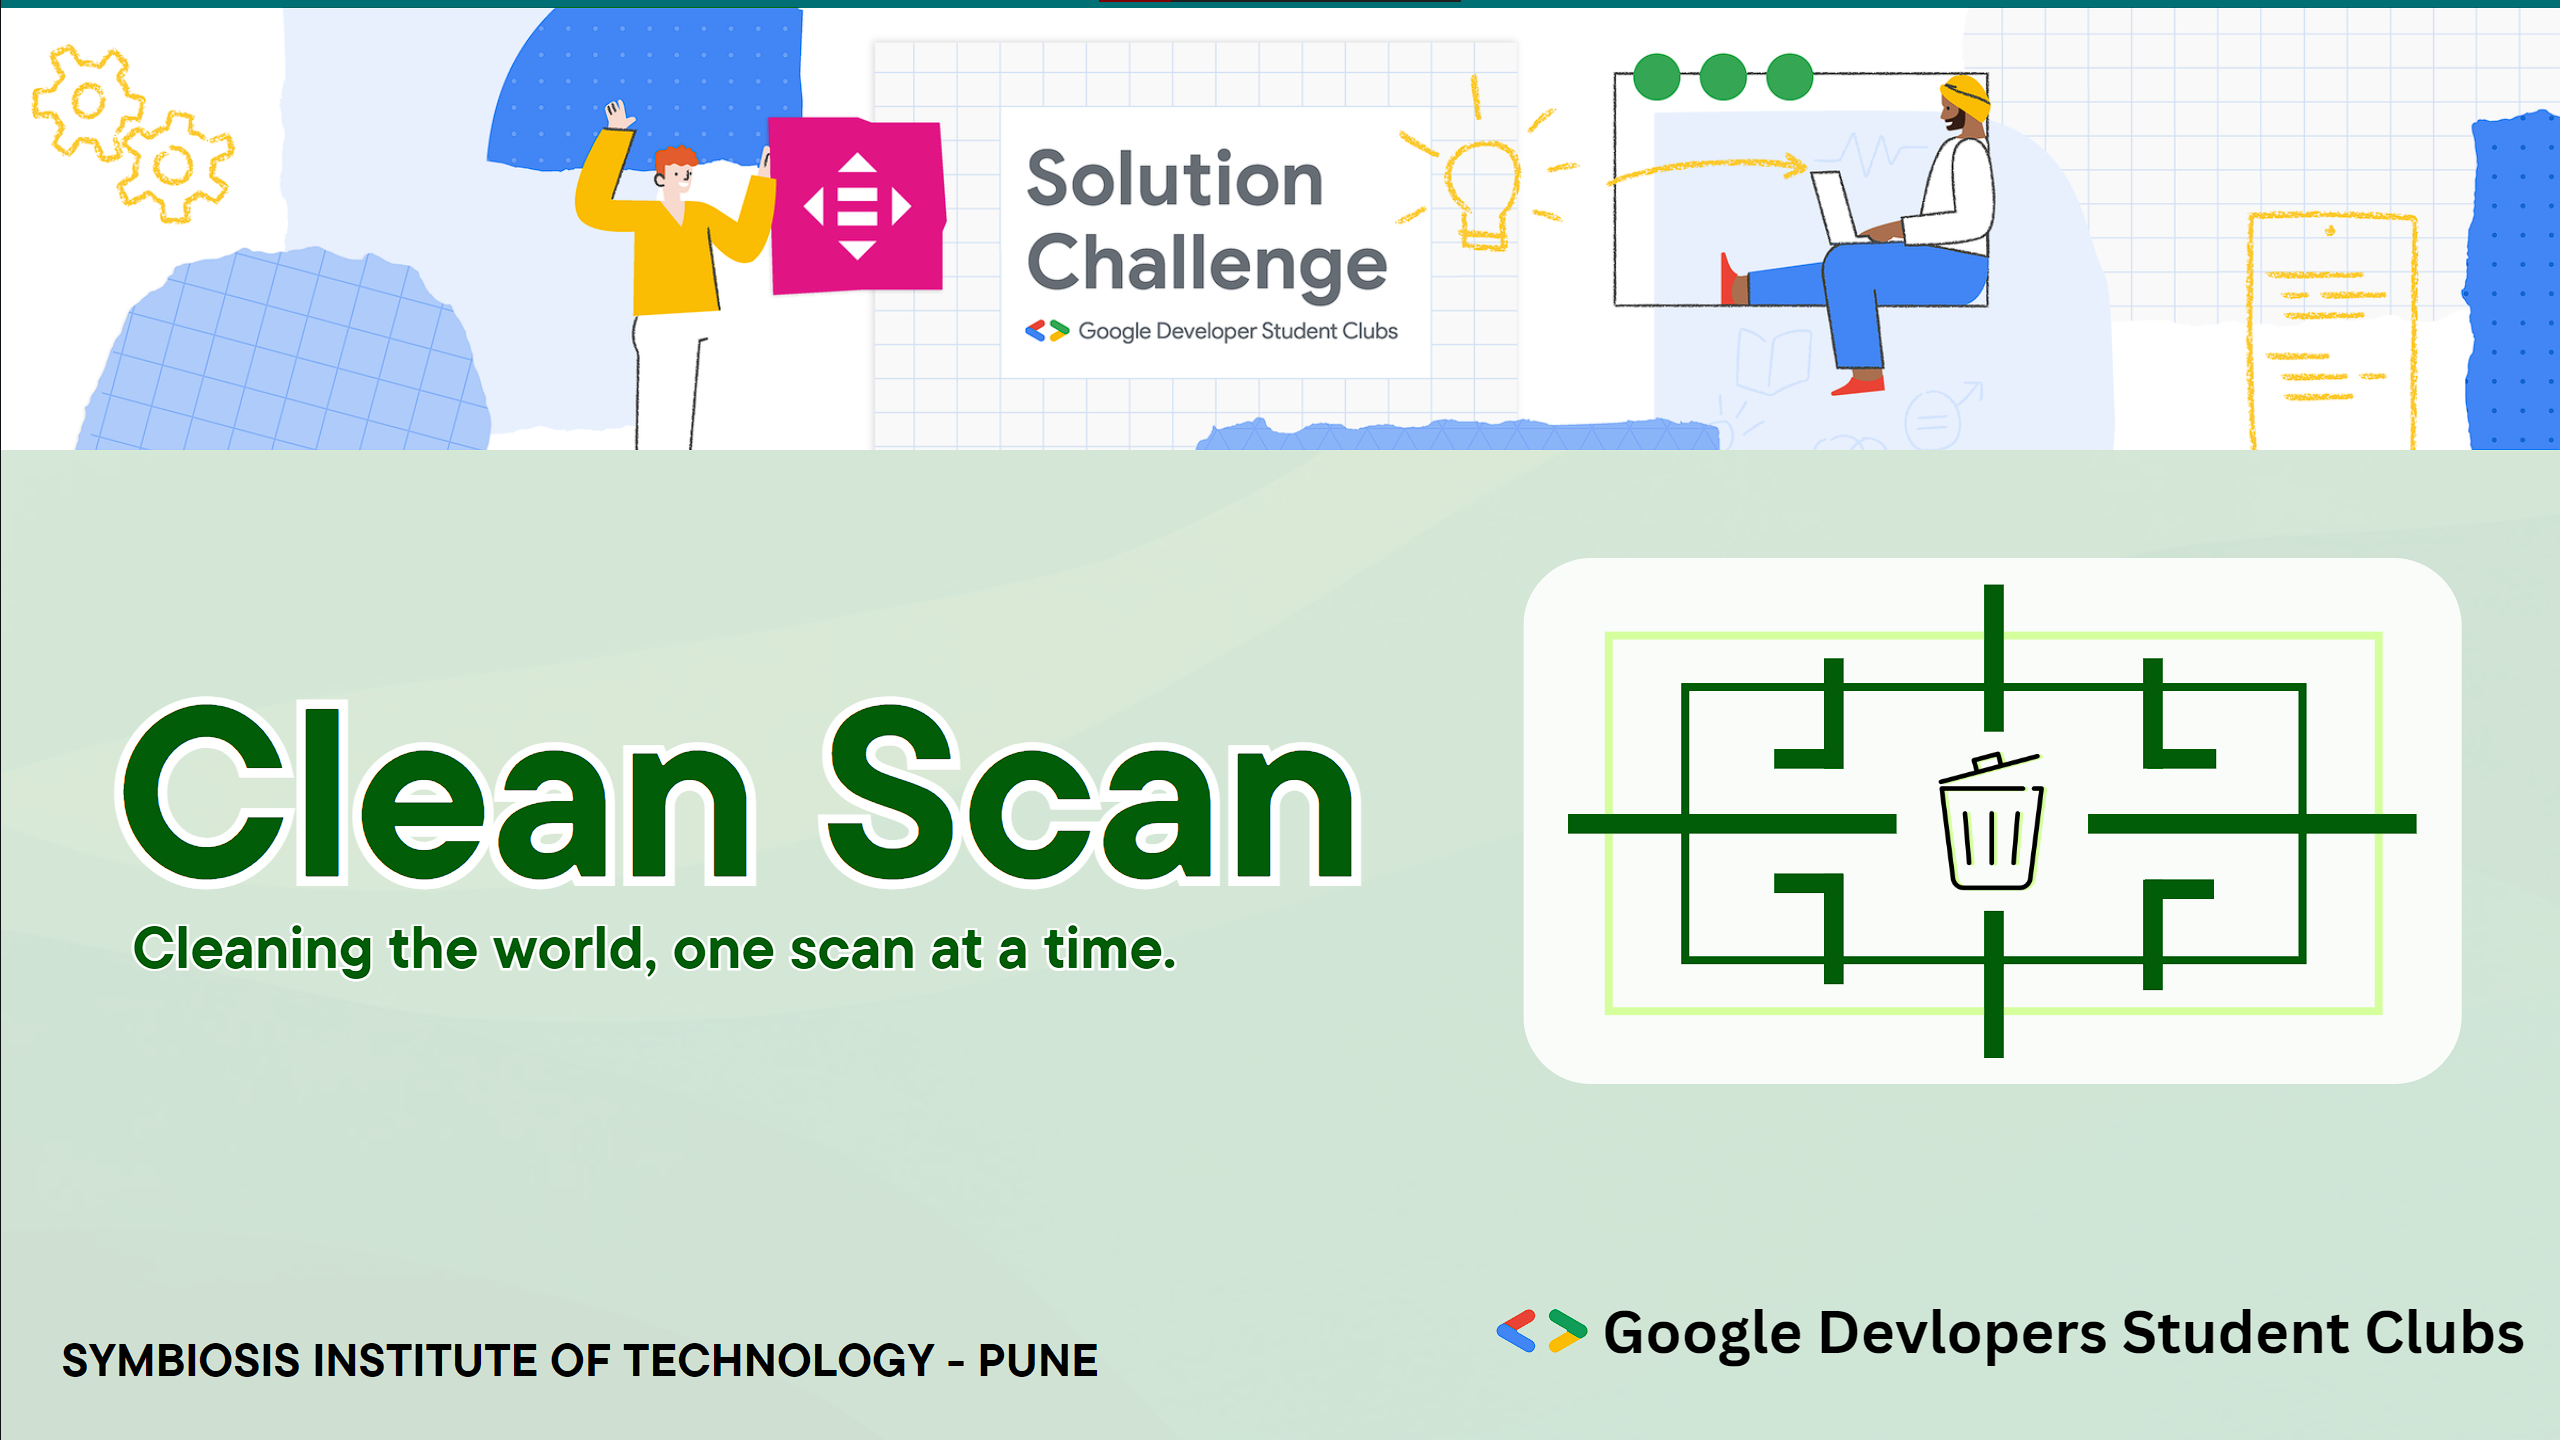 Solution
Challenge
Google Developer Student Clubs
Clean Scan
Cleaning the world, one scan at a time.
SYMBIOSIS INSTITUTE OF TECHNOLOGY - PUNE
Google Devlopers Student Clubs